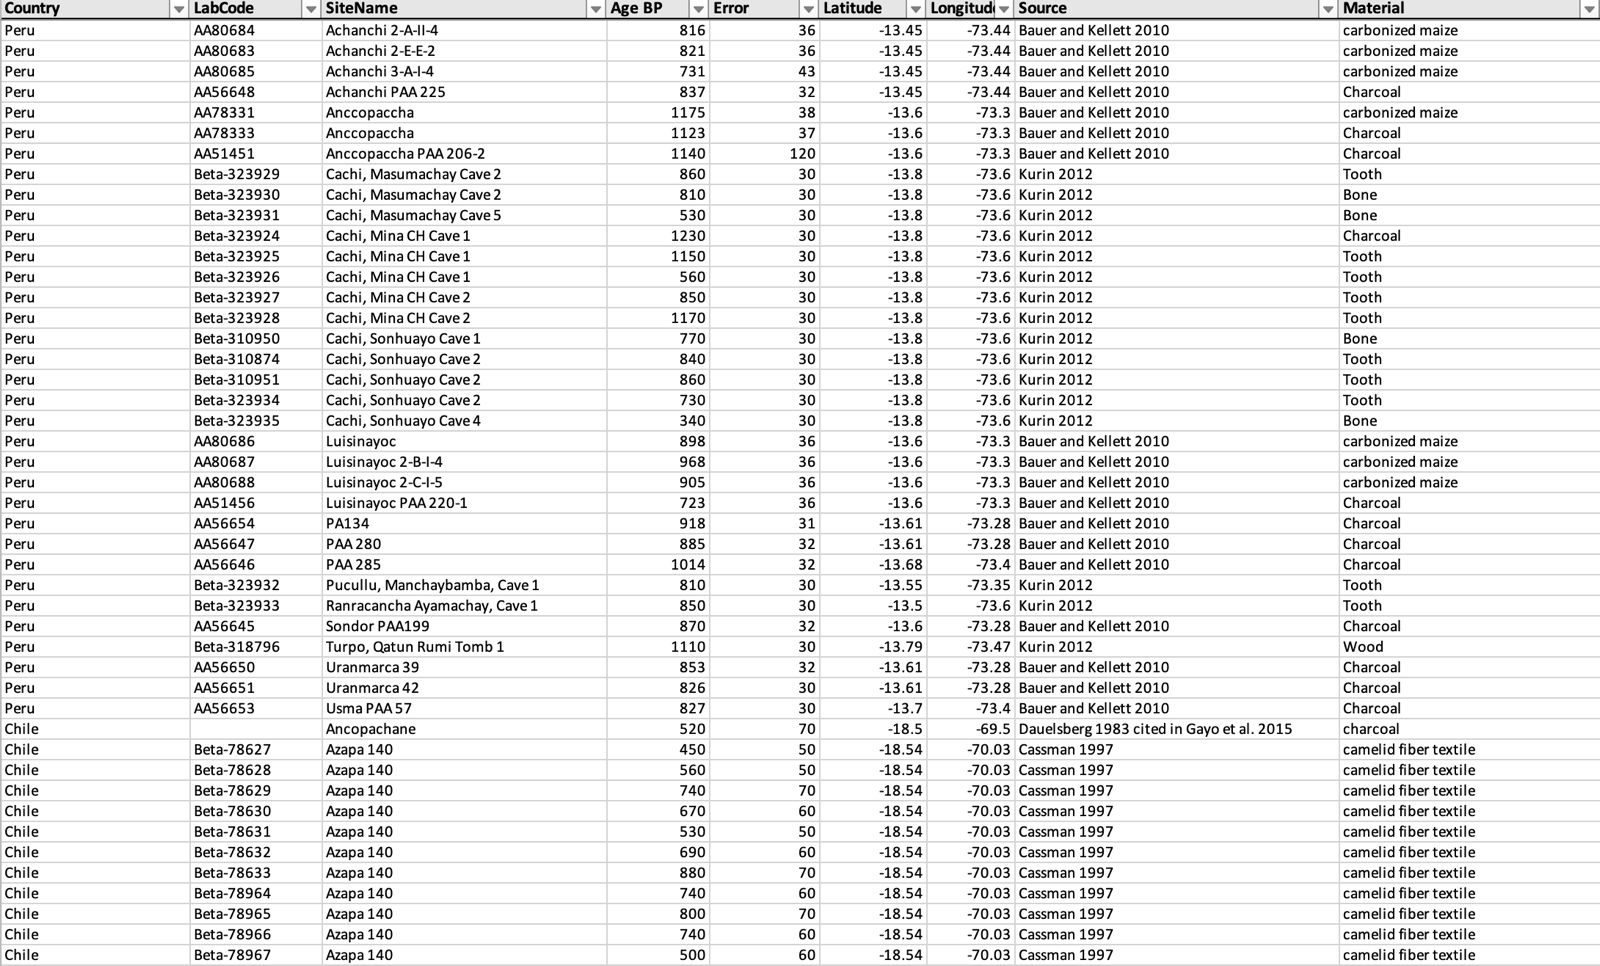 Country LabCode SiteName Age BP Error Latitude Longitud Source Material
Peru AA80684 Achanchi 2-A-II-4 816 36 -13.45 -73.44 Bauer and Kellett 2010 carbonized maize
Peru AA80683 Achanchi 2-E-E-2 821 36 -13.45 -73.44 Bauer and Kellett 2010 carbonized maize
Peru AA80685 Achanchi 3-A-I-4 731 43 -13.45 -73.44 Bauer and Kellett 2010 carbonized maize
Peru AA56648 Achanchi PAA 225 837 32 -13.45 -73.44 Bauer and Kellett 2010 Charcoal
Peru AA78331 Anccopaccha 1175 38 -13.6 -73.3 Bauer and Kellett 2010 carbonized maize
Peru AA78333 Anccopaccha 1123 37 -13.6 -73.3 Bauer and Kellett 2010 Charcoal
Peru AA51451 Anccopaccha PAA 206-2 1140 120 -13.6 -73.3 Bauer and Kellett 2010 Charcoal
Peru Beta-323929 Cachi, Masumachay Cave 2 860 30 -13.8 -73.6 Kurin 2012 Tooth
Peru Beta-323930 Cachi, Masumachay Cave 2 810 30 -13.8 -73.6 Kurin 2012 Bone
Peru Beta-323931 Cachi, Masumachay Cave 5 530 30 -13.8 -73.6 Kurin 2012 Bone
Peru Beta-323924 Cachi, Mina CH Cave 1 1230 30 -13.8 -73.6 Kurin 2012 Charcoal
Peru Beta-323925 Cachi, Mina CH Cave 1 1150 30 -13.8 -73.6 Kurin 2012 Tooth
Peru Beta-323926 Cachi, Mina CH Cave 1 560 30 -13.8 -73.6 Kurin 2012 Tooth
Peru Beta-323927 Cachi, Mina CH Cave 2 850 30 -13.8 -73.6 Kurin 2012 Tooth
Peru Beta-323928 Cachi, Mina CH Cave 2 1170 30 -13.8 -73.6 Kurin 2012 Tooth
Peru Beta-310950 Cachi, Sonhuayo Cave 1 770 30 -13.8 -73.6 Kurin 2012 Bone
Peru Beta-310874 Cachi, Sonhuayo Cave 2 840 30 -13.8 -73.6 Kurin 2012 Tooth
Peru Beta-310951 Cachi, Sonhuayo Cave 2 860 30 -13.8 -73.6 Kurin 2012 Tooth
Peru Beta-323934 Cachi, Sonhuayo Cave 2 730 30 -13.8 -73.6 Kurin 2012 Tooth
Peru Beta-323935 Cachi, Sonhuayo Cave 4 340 30 -13.8 -73.6 Kurin 2012 Bone
Peru AA80686 Luisinayoc 898 36 -13.6 -73.3 Bauer and Kellett 2010 carbonized maize
Peru AA80687 Luisinayoc 2-B-I-4 968 36 -13.6 -73.3 Bauer and Kellett 2010 carbonized maize
Peru AA80688 Luisinayoc 2-C-I-5 905 36 -13.6 -73.3 Bauer and Kellett 2010 carbonized maize
Peru AA51456 Luisinayoc PAA 220-1 723 36 -13.6 -73.3 Bauer and Kellett 2010 Charcoal
Peru AA56654 PA134 918 31 -13.61 -73.28 Bauer and Kellett 2010 Charcoal
Peru AA56647 PAA 280 885 32 -13.61 -73.28 Bauer and Kellett 2010 Charcoal
Peru AA56646 PAA 285 1014 32 -13.68 -73.4 Bauer and Kellett 2010 Charcoal
Peru Beta-323932 Pucullu, Manchaybamba, Cave 1 810 30 -13.55 -73.35 Kurin 2012 Tooth
Peru Beta-323933 Ranracancha Ayamachay, Cave 1 850 30 -13.5 -73.6 Kurin 2012 Tooth
Peru AA56645 Sondor PAA199 870 32 -13.6 -73.28 Bauer and Kellett 2010 Charcoal
Peru Beta-318796 Turpo, Qatun Rumi Tomb 1 1110 30 -13.79 -73.47 Kurin 2012 Wood
Peru AA56650 Uranmarca 39 853 32 -13.61 -73.28 Bauer and Kellett 2010 Charcoal
Peru AA56651 Uranmarca 42 826 30 -13.61 -73.28 Bauer and Kellett 2010 Charcoal
Peru AA56653 Usma PAA 57 827 30 -13.7 -73.4 Bauer and Kellett 2010 Charcoal
Chile Ancopachane 520 70 -18.5 -69.5 Dauelsberg 1983 cited in Gayo et al. 2015 charcoal
Chile Beta-78627 Azapa 140 450 50 -18.54 -70.03 Cassman 1997 camelid fiber textile
Chile Beta-78628 Azapa 140 560 50 -18.54 -70.03 Cassman 1997 camelid fiber textile
Chile Beta-78629 Azapa 140 740 70 -18.54 -70.03 Cassman 1997 camelid fiber textile
Chile Beta-78630 Azapa 140 670 60 -18.54 -70.03 Cassman 1997 camelid fiber textile
Chile Beta-78631 Azapa 140 530 50 -18.54 -70.03 Cassman 1997 camelid fiber textile
Chile Beta-78632 Azapa 140 690 60 -18.54 -70.03 Cassman 1997 camelid fiber textile
Chile Beta-78633 Azapa 140 880 70 -18.54 -70.03 Cassman 1997 camelid fiber textile
Chile Beta-78964 Azapa 140 740 60 -18.54 -70.03 Cassman 1997 camelid fiber textile
Chile Beta-78965 Azapa 140 800 70 -18.54 -70.03 Cassman 1997 camelid fiber textile
Chile Beta-78966 Azapa 140 740 60 -18.54 -70.03 Cassman 1997 camelid fiber textile
Chile Beta-78967 Azapa 140 500 60 -18.54 -70.03 Cassman 1997 camelid fiber textile